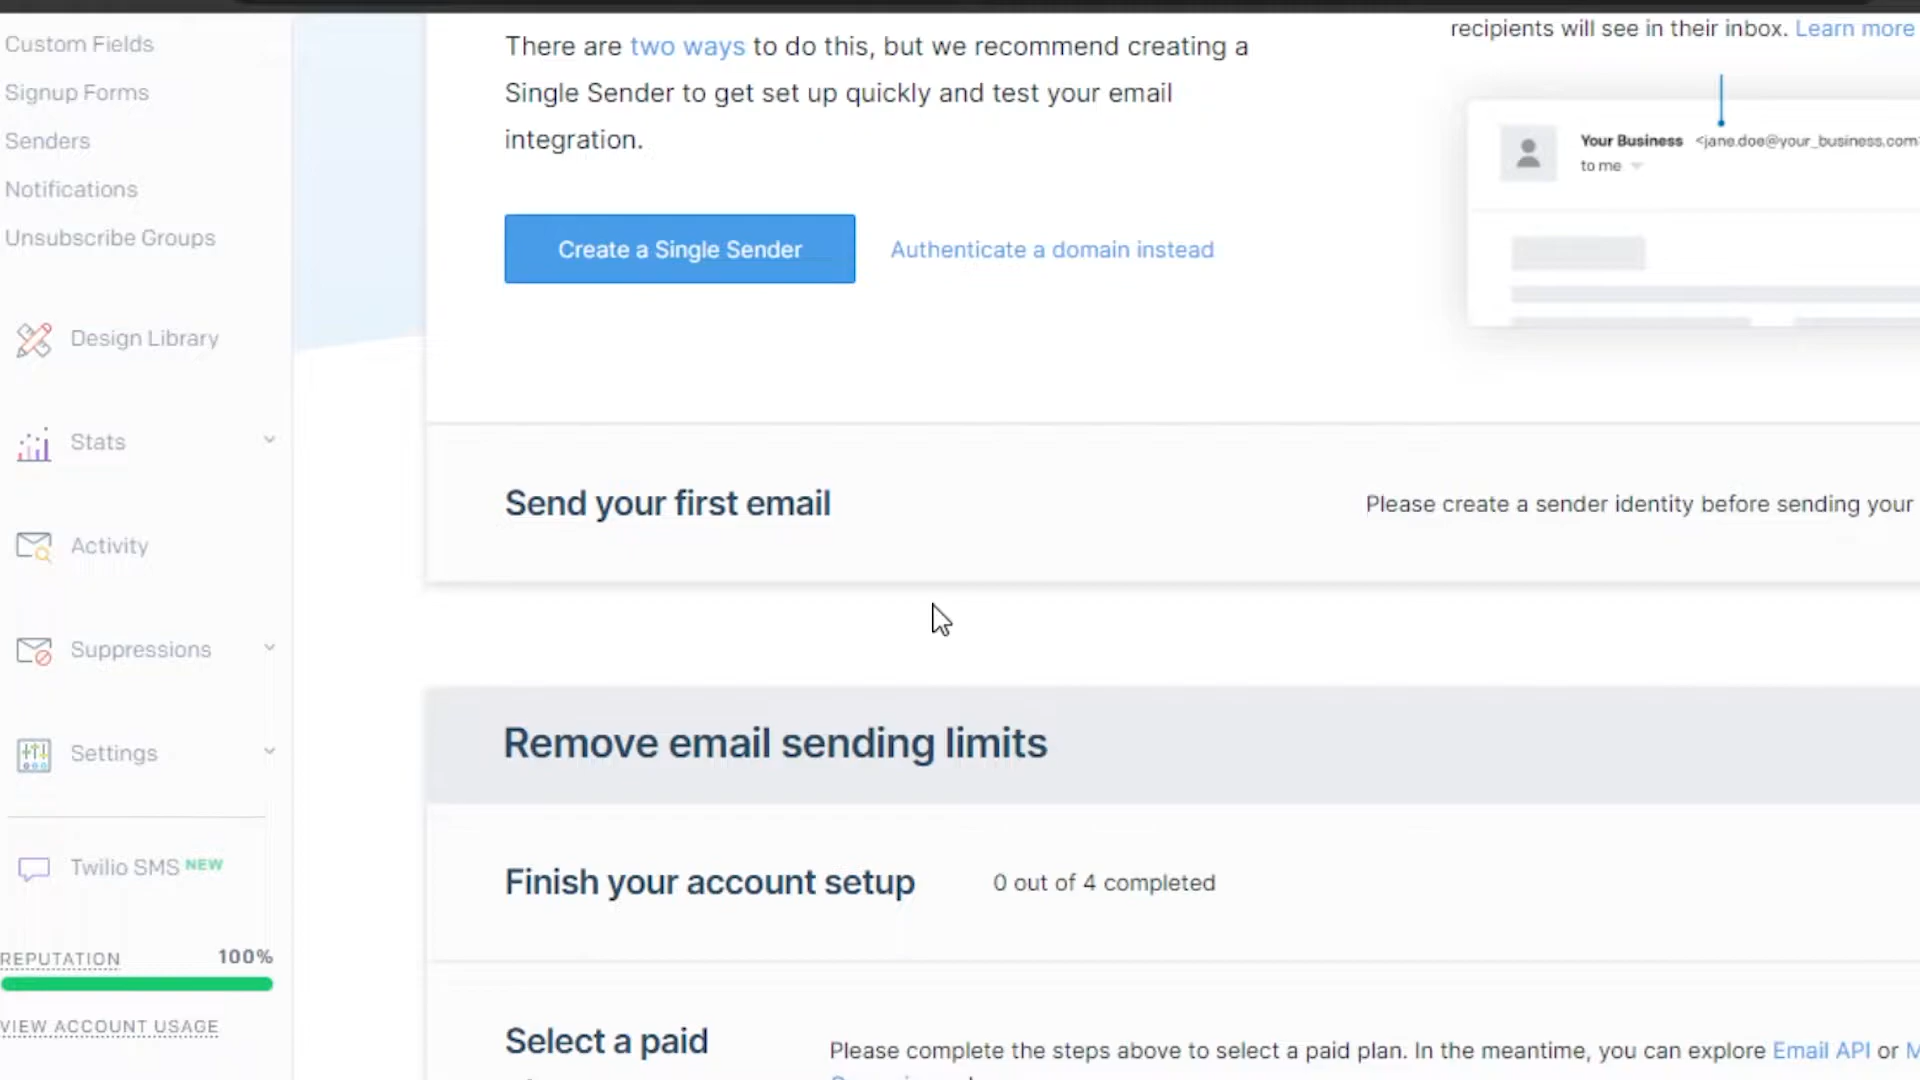 Custom Fields
Signup Forms
Senders
Notifications
Unsubscribe Groups
Design Library
Stats
Activity
Suppressions
Settings
Twilio SMS NEW
REPUTATION 100%
VIEW ACCOUNT USAGE
There are two ways to do this, but we recommend creating a
Single Sender to get set up quickly and test your email
integration.
Create a Single Sender Authenticate a domain instead
recipients will see in their inbox. Learn more
Your Business <jane.doe@your_business.com>
to me
Send your first email Please create a sender identity before sending your
Remove email sending limits
Finish your account setup 0 out of 4 completed
Select a paid
Please complete the steps above to select a paid plan. In the meantime, you can explore Email API or M